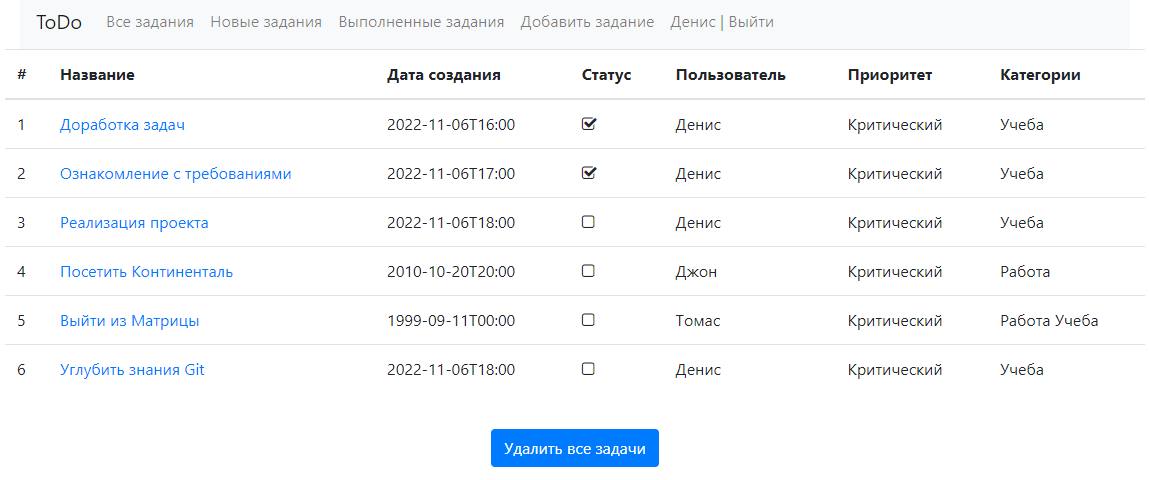 ToDo Все задания Новые задания Выполненные задания Добавить задание Денис | Выйти
# Название Дата создания Статус Пользователь Приоритет Категории
1 Доработка задач 2022-11-06T16:00 Денис Критический Учеба
2 Ознакомление с требованиями 2022-11-06T17:00 Денис Критический Учеба
3 Реализация проекта 2022-11-06T18:00 Денис Критический Учеба
4 Посетить Континенталь 2010-10-20T20:00 Джон Критический Работа
5 Выйти из Матрицы 1999-09-11T00:00 Томас Критический Работа Учеба
6 Углубить знания Git 2022-11-06T18:00 Денис Критический Учеба
Удалить все задачи